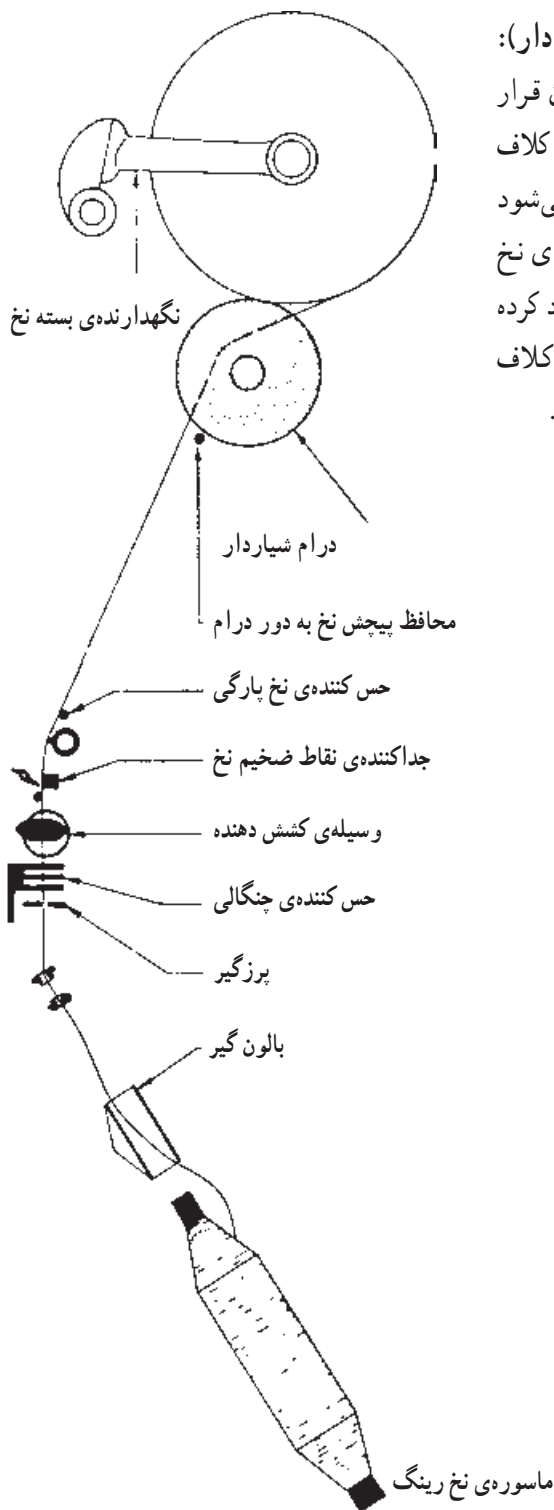 دار):
قرار
کلاف
می‌شود
ی نخ
د کرده
کلاف
.
نگهدارنده‌ی بسته نخ
درام شیاردار
محافظ پیچش نخ به دور درام
حس کننده‌ی نخ پارگی
جداکننده‌ی نقاط ضخیم نخ
وسیله‌ی کشش دهنده
حس کننده‌ی چنگالی
پرزگیر
بالون گیر
ماسوره‌ی نخ رینگ